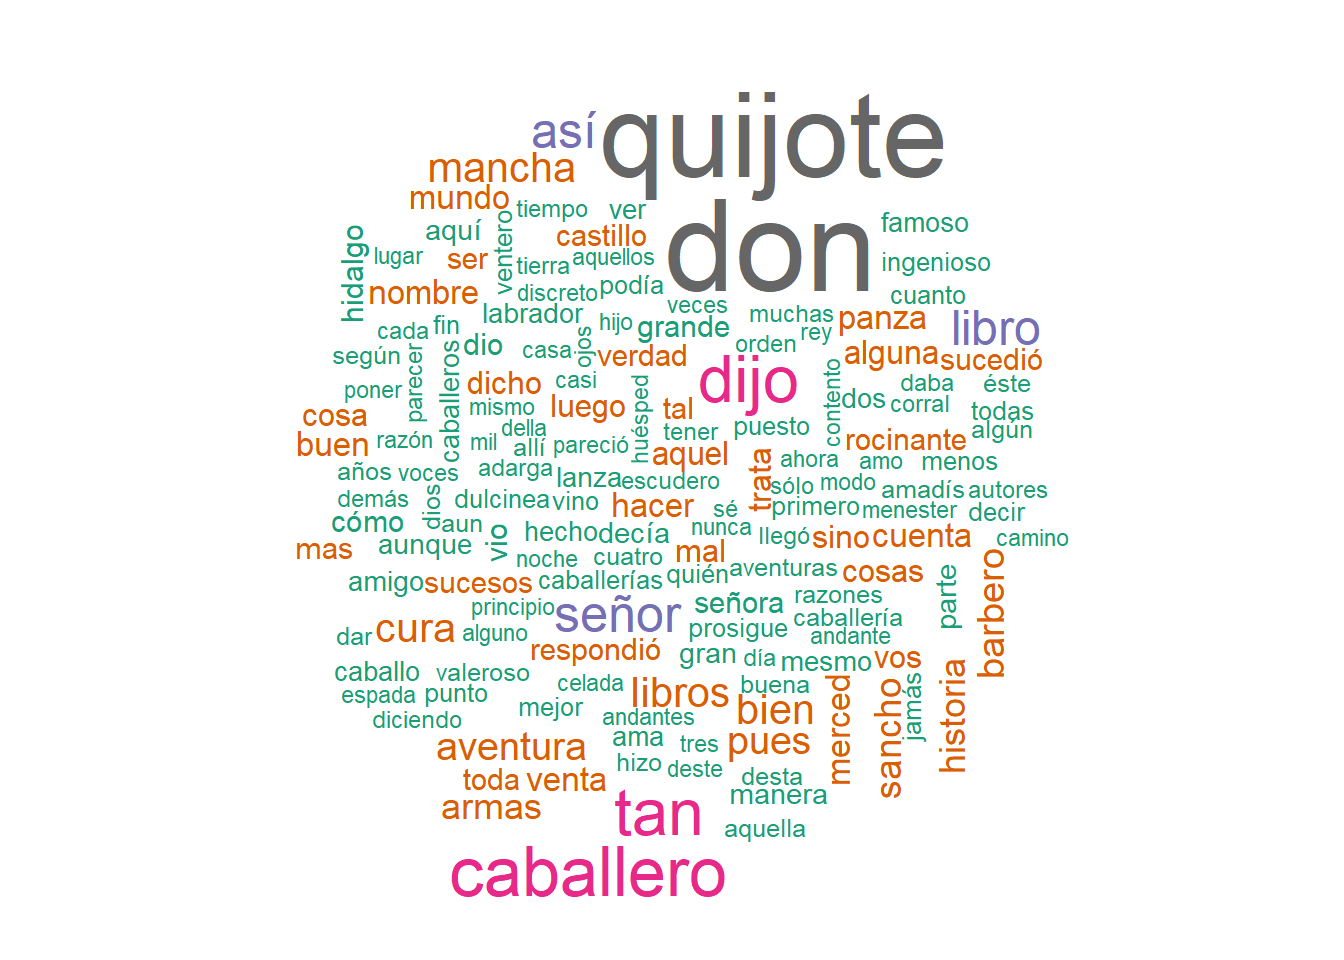 así
quijote
mancha
mundo
tiempo
ver
don
famoso
hidalgo
aquí
ventero
castillo
lugar
ser
tierra
aquellos
ingenioso
nombre
discreto
podía
cuanto
labrador
hijo
veces
grande
muchas
rey
panza
libro
cada
fin
según
parecer
caballeros
dio
casa
ojos
verdad
orden
alguna
sucedió
poner
dicho
casi
dijo
contento
daba
éste
cosa
mismo
luego
huésped
tal
dos
corral
todas
buen
razón
mil
della
allí
pareció
tener
puesto
rocinante
algún
años
voces
adarga
lanza
aquel
escudero
trata
ahora
amo
menos
demás
dios
dulcinea
vino
hacer
sé
sólo
modo
amadís
autores
cómo
aun
primero
menester
decir
mas
aunque
vio
hecho
decía
nunca
llegó
sino
cuenta
camino
noche
cuatro
mal
amigo
sucesos
caballerías
quién
aventuras
cosas
parte
barbero
principio
señor
señora
razones
dar
cura
alguno
prosigue
caballería
andante
respondió
gran
día
mesmo
vos
caballo
valeroso
celada
libros
buena
merced
sancho
jamás
historia
espada
punto
mejor
andantes
bien
diciendo
aventura
ama
tres
pues
hizo
deste
toda
venta
desta
manera
armas
tan
aquella
caballero